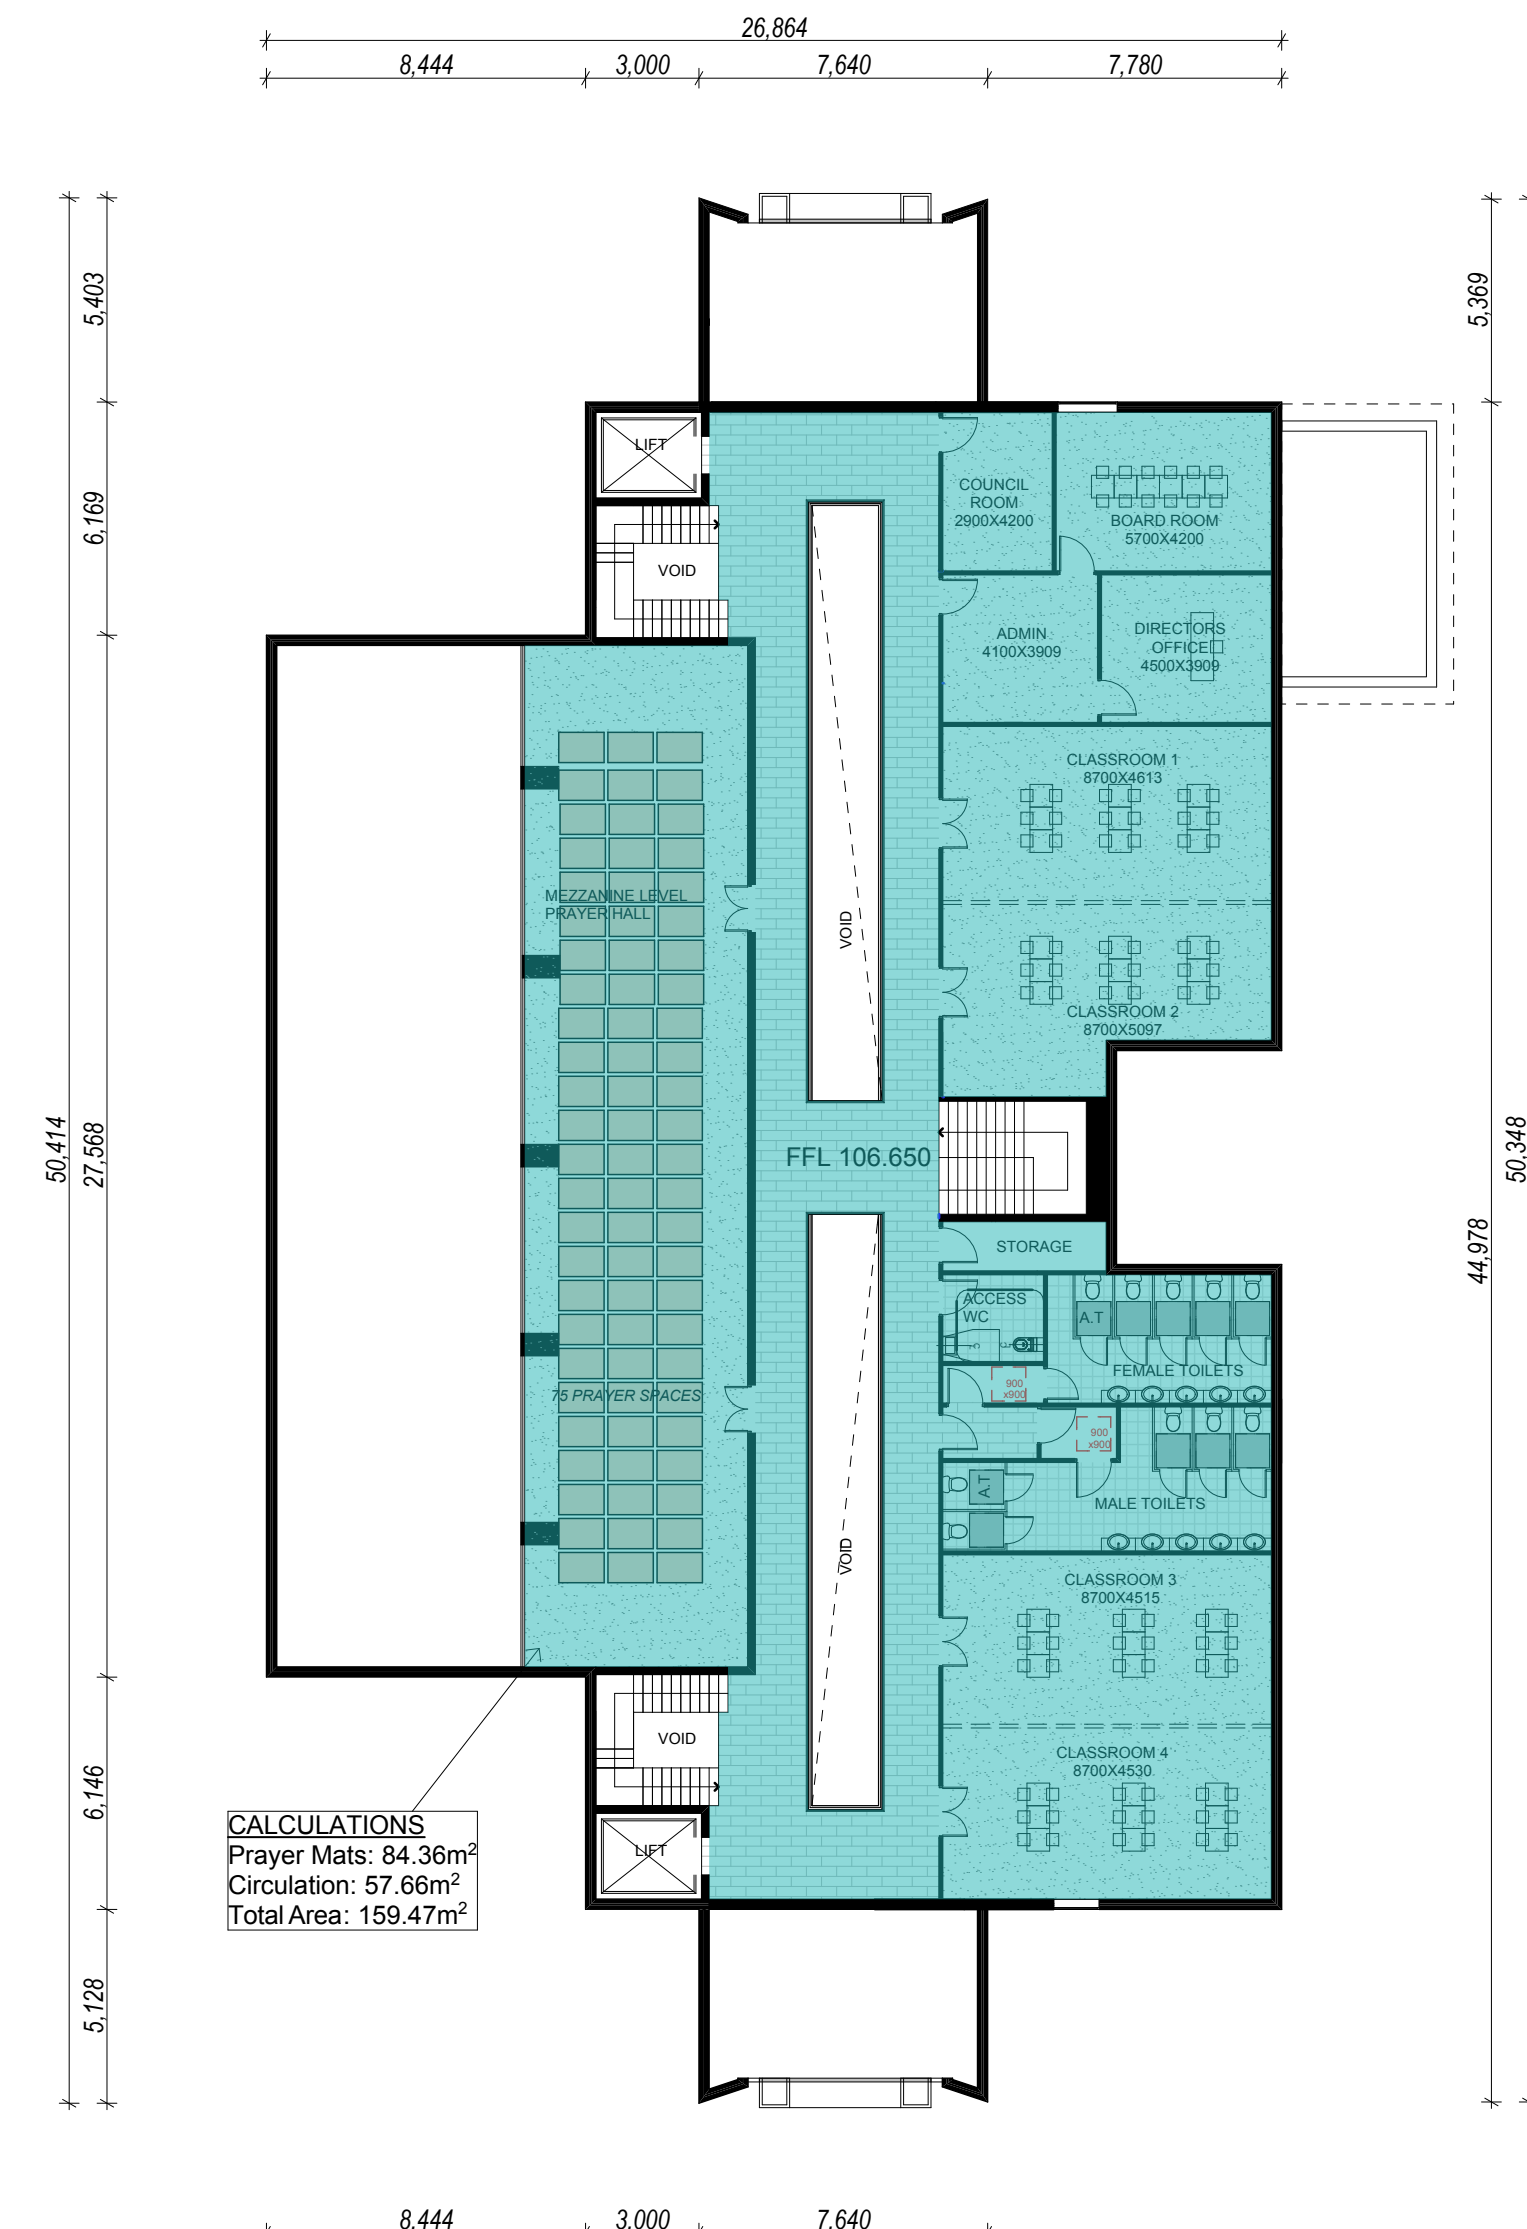 26,864
8,444
3,000
7,640
7,780
5,403
5,369
6,169
50,414
27,568
50,348
44,978
6,146
5,128
LIFT
VOID
COUNCIL
ROOM
2900X4200
BOARD ROOM
5700X4200
ADMIN
4100X3909
DIRECTORS
OFFICE
4500X3909
CLASSROOM 1
8700X4613
MEZZANINE LEVEL
PRAYER HALL
VOID
CLASSROOM 2
8700X5097
FFL 106.650
STORAGE
ACCESS
WC
A.T
FEMALE TOILETS
900
x900
75 PRAYER SPACES
900
x900
A.T
MALE TOILETS
VOID
CLASSROOM 3
8700X4515
CLASSROOM 4
8700X4530
VOID
LIFT
CALCULATIONS
Prayer Mats: 84.36m²
Circulation: 57.66m²
Total Area: 159.47m²
8,444
3,000
7,640